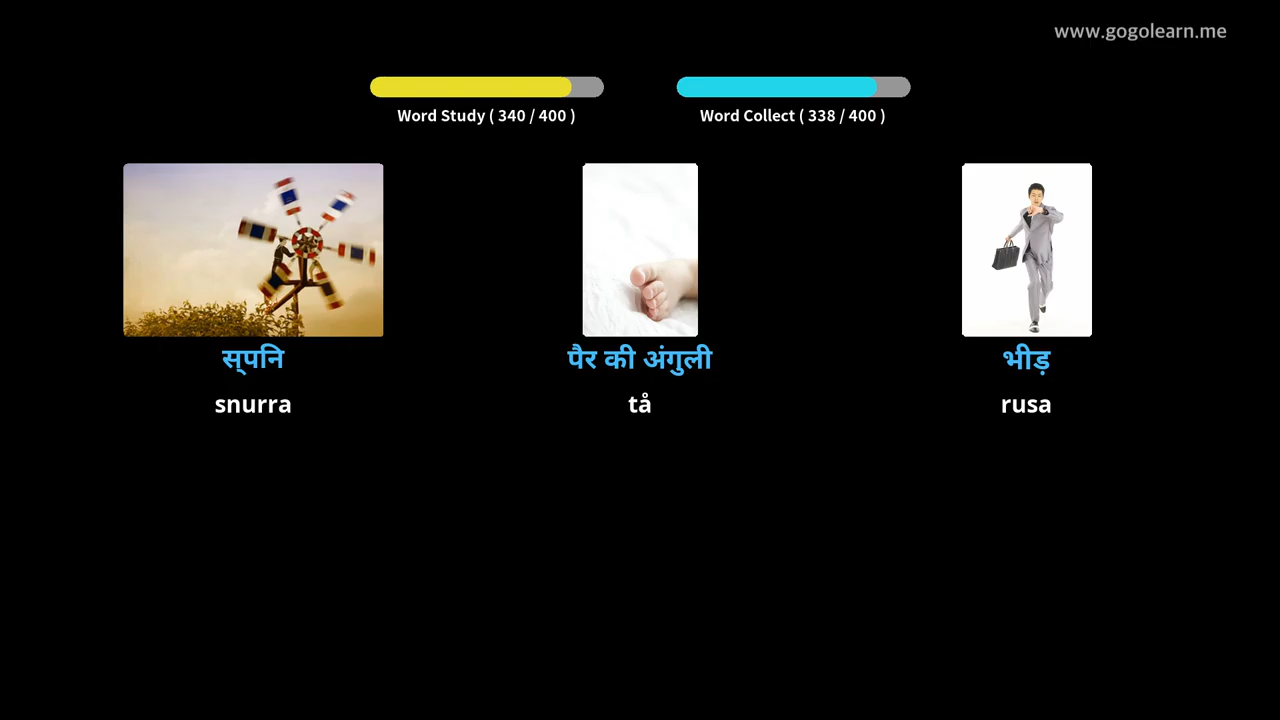 www.gogolearn.me
Word Study ( 340 / 400 )
Word Collect ( 338 / 400 )
स्पनि
पैर की अंगुली
भीड़
snurra
tå
rusa